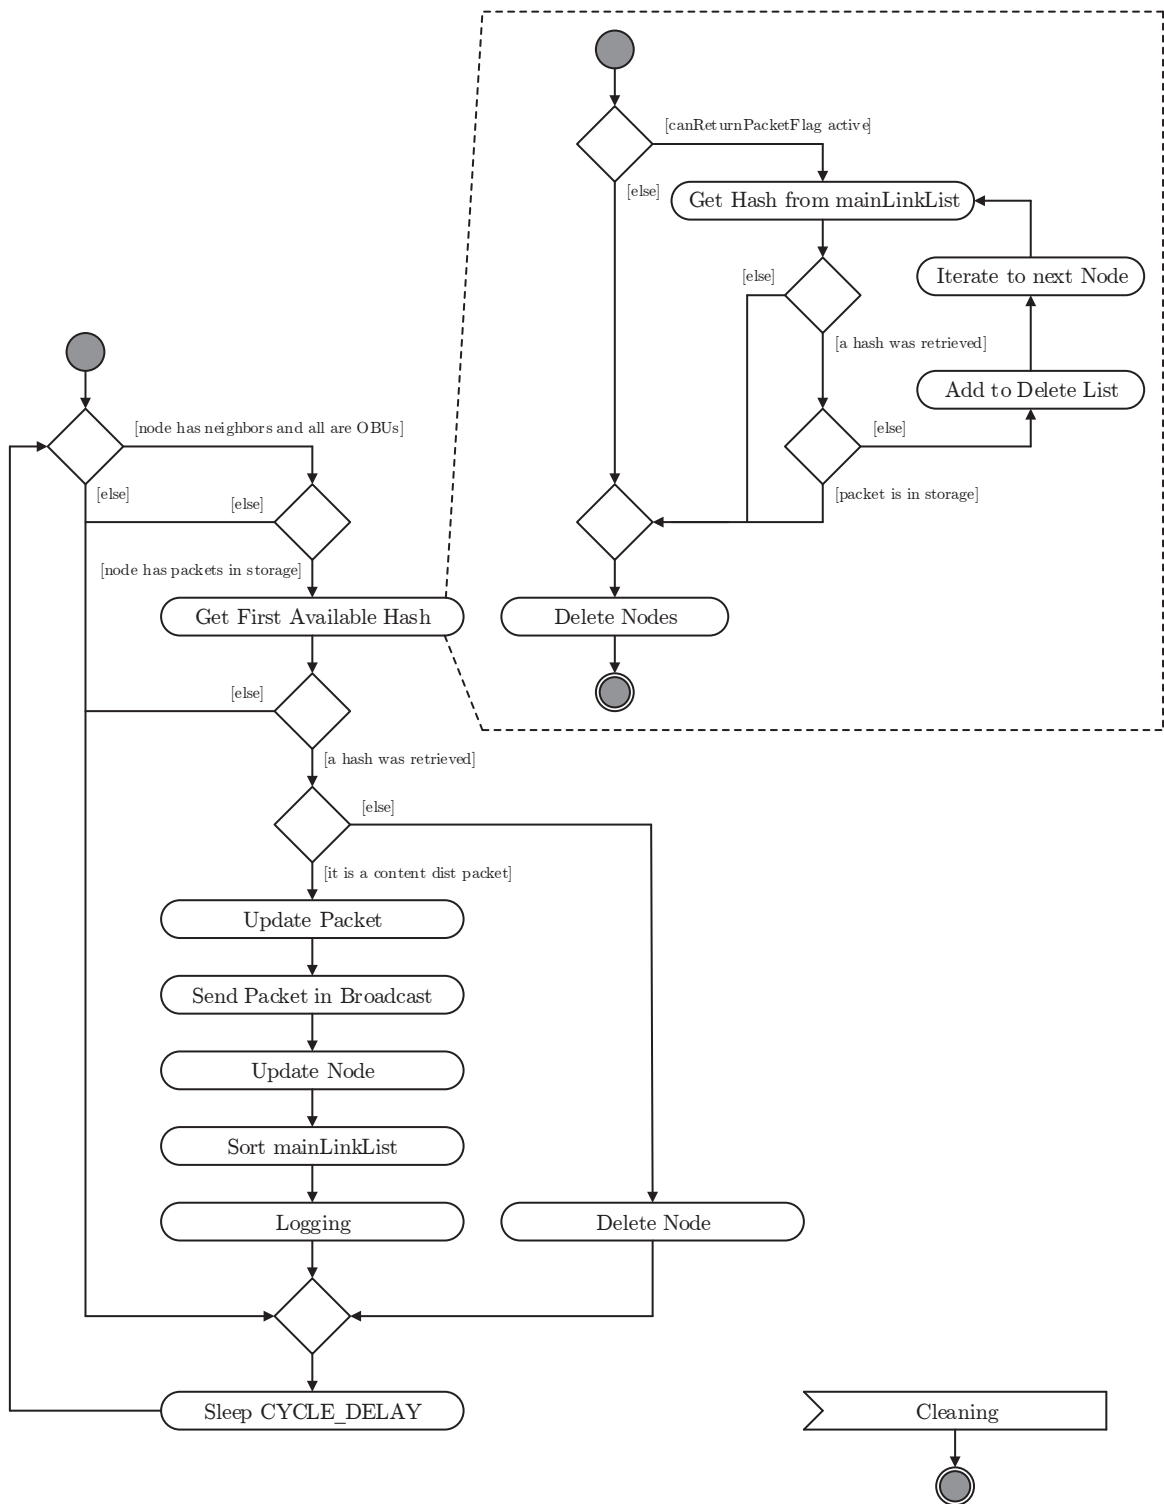 [canReturnPacketFlag active]
[else]
Get Hash from mainLinkList
[else]
Iterate to next Node
[a hash was retrieved]
Add to Delete List
[else]
[packet is in storage]
Delete Nodes
[node has neighbors and all are OBUs]
[else]
[else]
[node has packets in storage]
Get First Available Hash
[else]
[a hash was retrieved]
[else]
[it is a content dist packet]
Update Packet
Send Packet in Broadcast
Update Node
Sort mainLinkList
Logging
Delete Node
Sleep CYCLE_DELAY
Cleaning